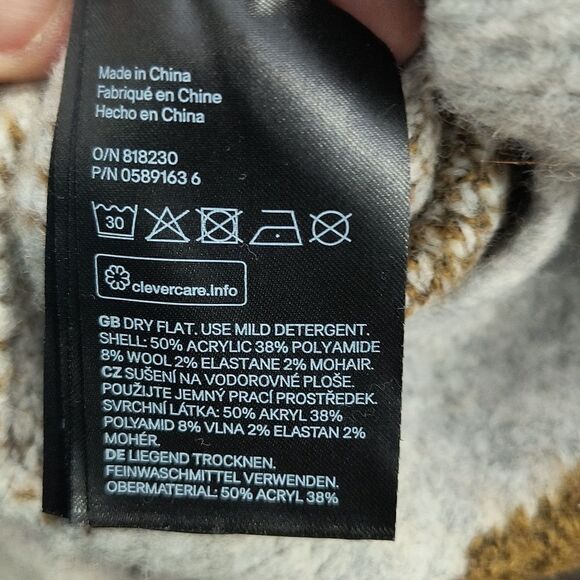 Made in China
Fabriqué en Chine
Hecho en China
O/N 818230
P/N 0589163 6
30
clevercare.info
GB DRY FLAT. USE MILD DETERGENT.
SHELL: 50% ACRYLIC 38% POLYAMIDE
8% WOOL 2% ELASTANE 2% MOHAIR.
CZ SUŠENÍ NA VODOROVNÉ PLOŠE.
POUŽIJTE JEMNÝ PRACÍ PROSTŘEDEK.
SVRCHNÍ LÁTKA: 50% AKRYL 38%
POLYAMID 8% VLNA 2% ELASTAN 2%
MOHÉR.
DE LIEGEND TROCKNEN.
FEINWASCHMITTEL VERWENDEN.
OBERMATERIAL: 50% ACRYL 38%